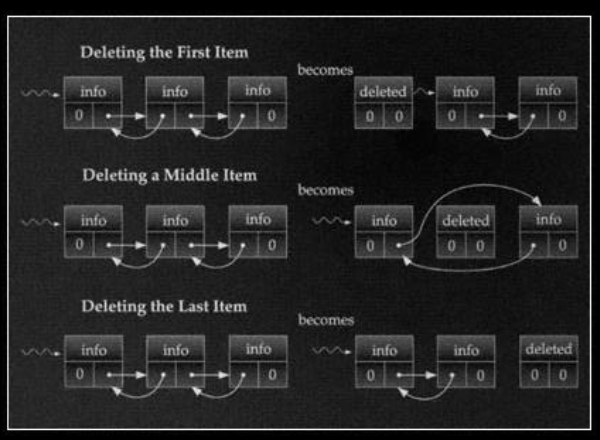 Deleting the First Item
becomes
info info info deleted info info
0 0 0 0 0 0
Deleting a Middle Item
becomes
info info info info deleted info
0 0 0 0 0 0
Deleting the Last Item
becomes
info info info info info deleted
0 0 0 0 0 0